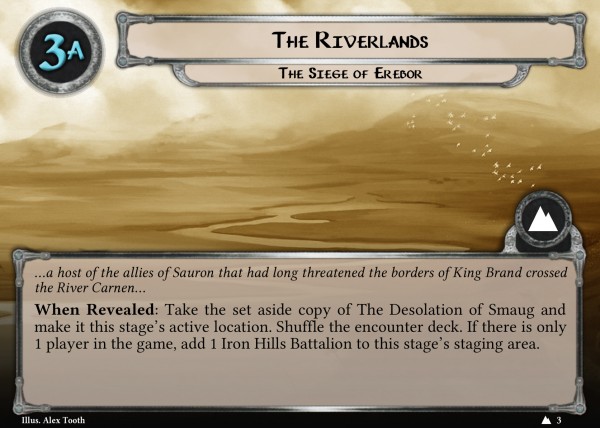 3A
The Riverlands
The Siege of Erebor
...a host of the allies of Sauron that had long threatened the borders of King Brand crossed
the River Carnen...
When Revealed: Take the set aside copy of The Desolation of Smaug and
make it this stage's active location. Shuffle the encounter deck. If there is only
1 player in the game, add 1 Iron Hills Battalion to this stage's staging area.
Illus. Alex Tooth
3